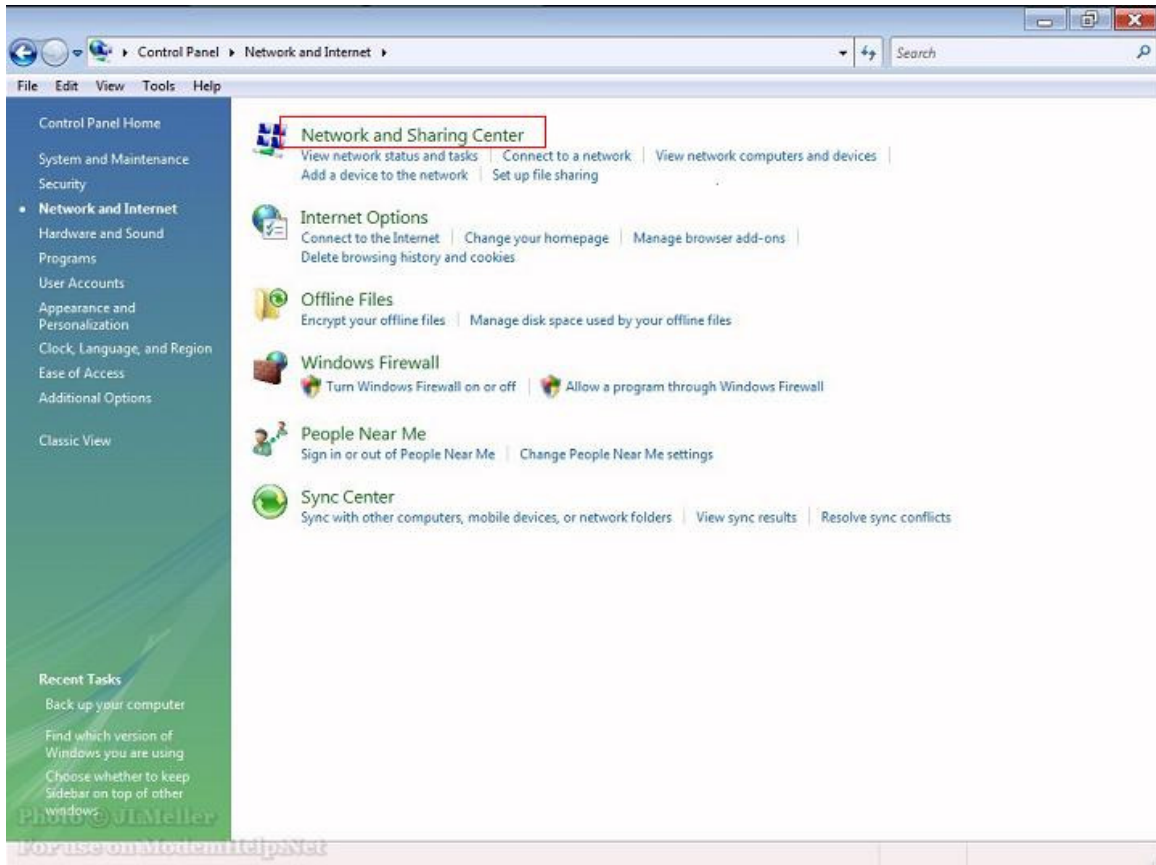 Control Panel Network and Internet
Search
File Edit View Tools Help
Control Panel Home
System and Maintenance
Security
Network and Internet
Hardware and Sound
Programs
User Accounts
Appearance and
Personalization
Clock, Language, and Region
Ease of Access
Additional Options
Classic View
Network and Sharing Center
View network status and tasks Connect to a network View network computers and devices
Add a device to the network Set up file sharing
Internet Options
Connect to the Internet Change your homepage Manage browser add-ons
Delete browsing history and cookies
Offline Files
Encrypt your offline files Manage disk space used by your offline files
Windows Firewall
Turn Windows Firewall on or off Allow a program through Windows Firewall
People Near Me
Sign in or out of People Near Me Change People Near Me settings
Sync Center
Sync with other computers, mobile devices, or network folders View sync results Resolve sync conflicts
Recent Tasks
Back up your computer
Find which version of
Windows you are using
Choose whether to keep
Sidebar on top of other
windows
Photo @ JLMeller
For use on ModemHelp.Net